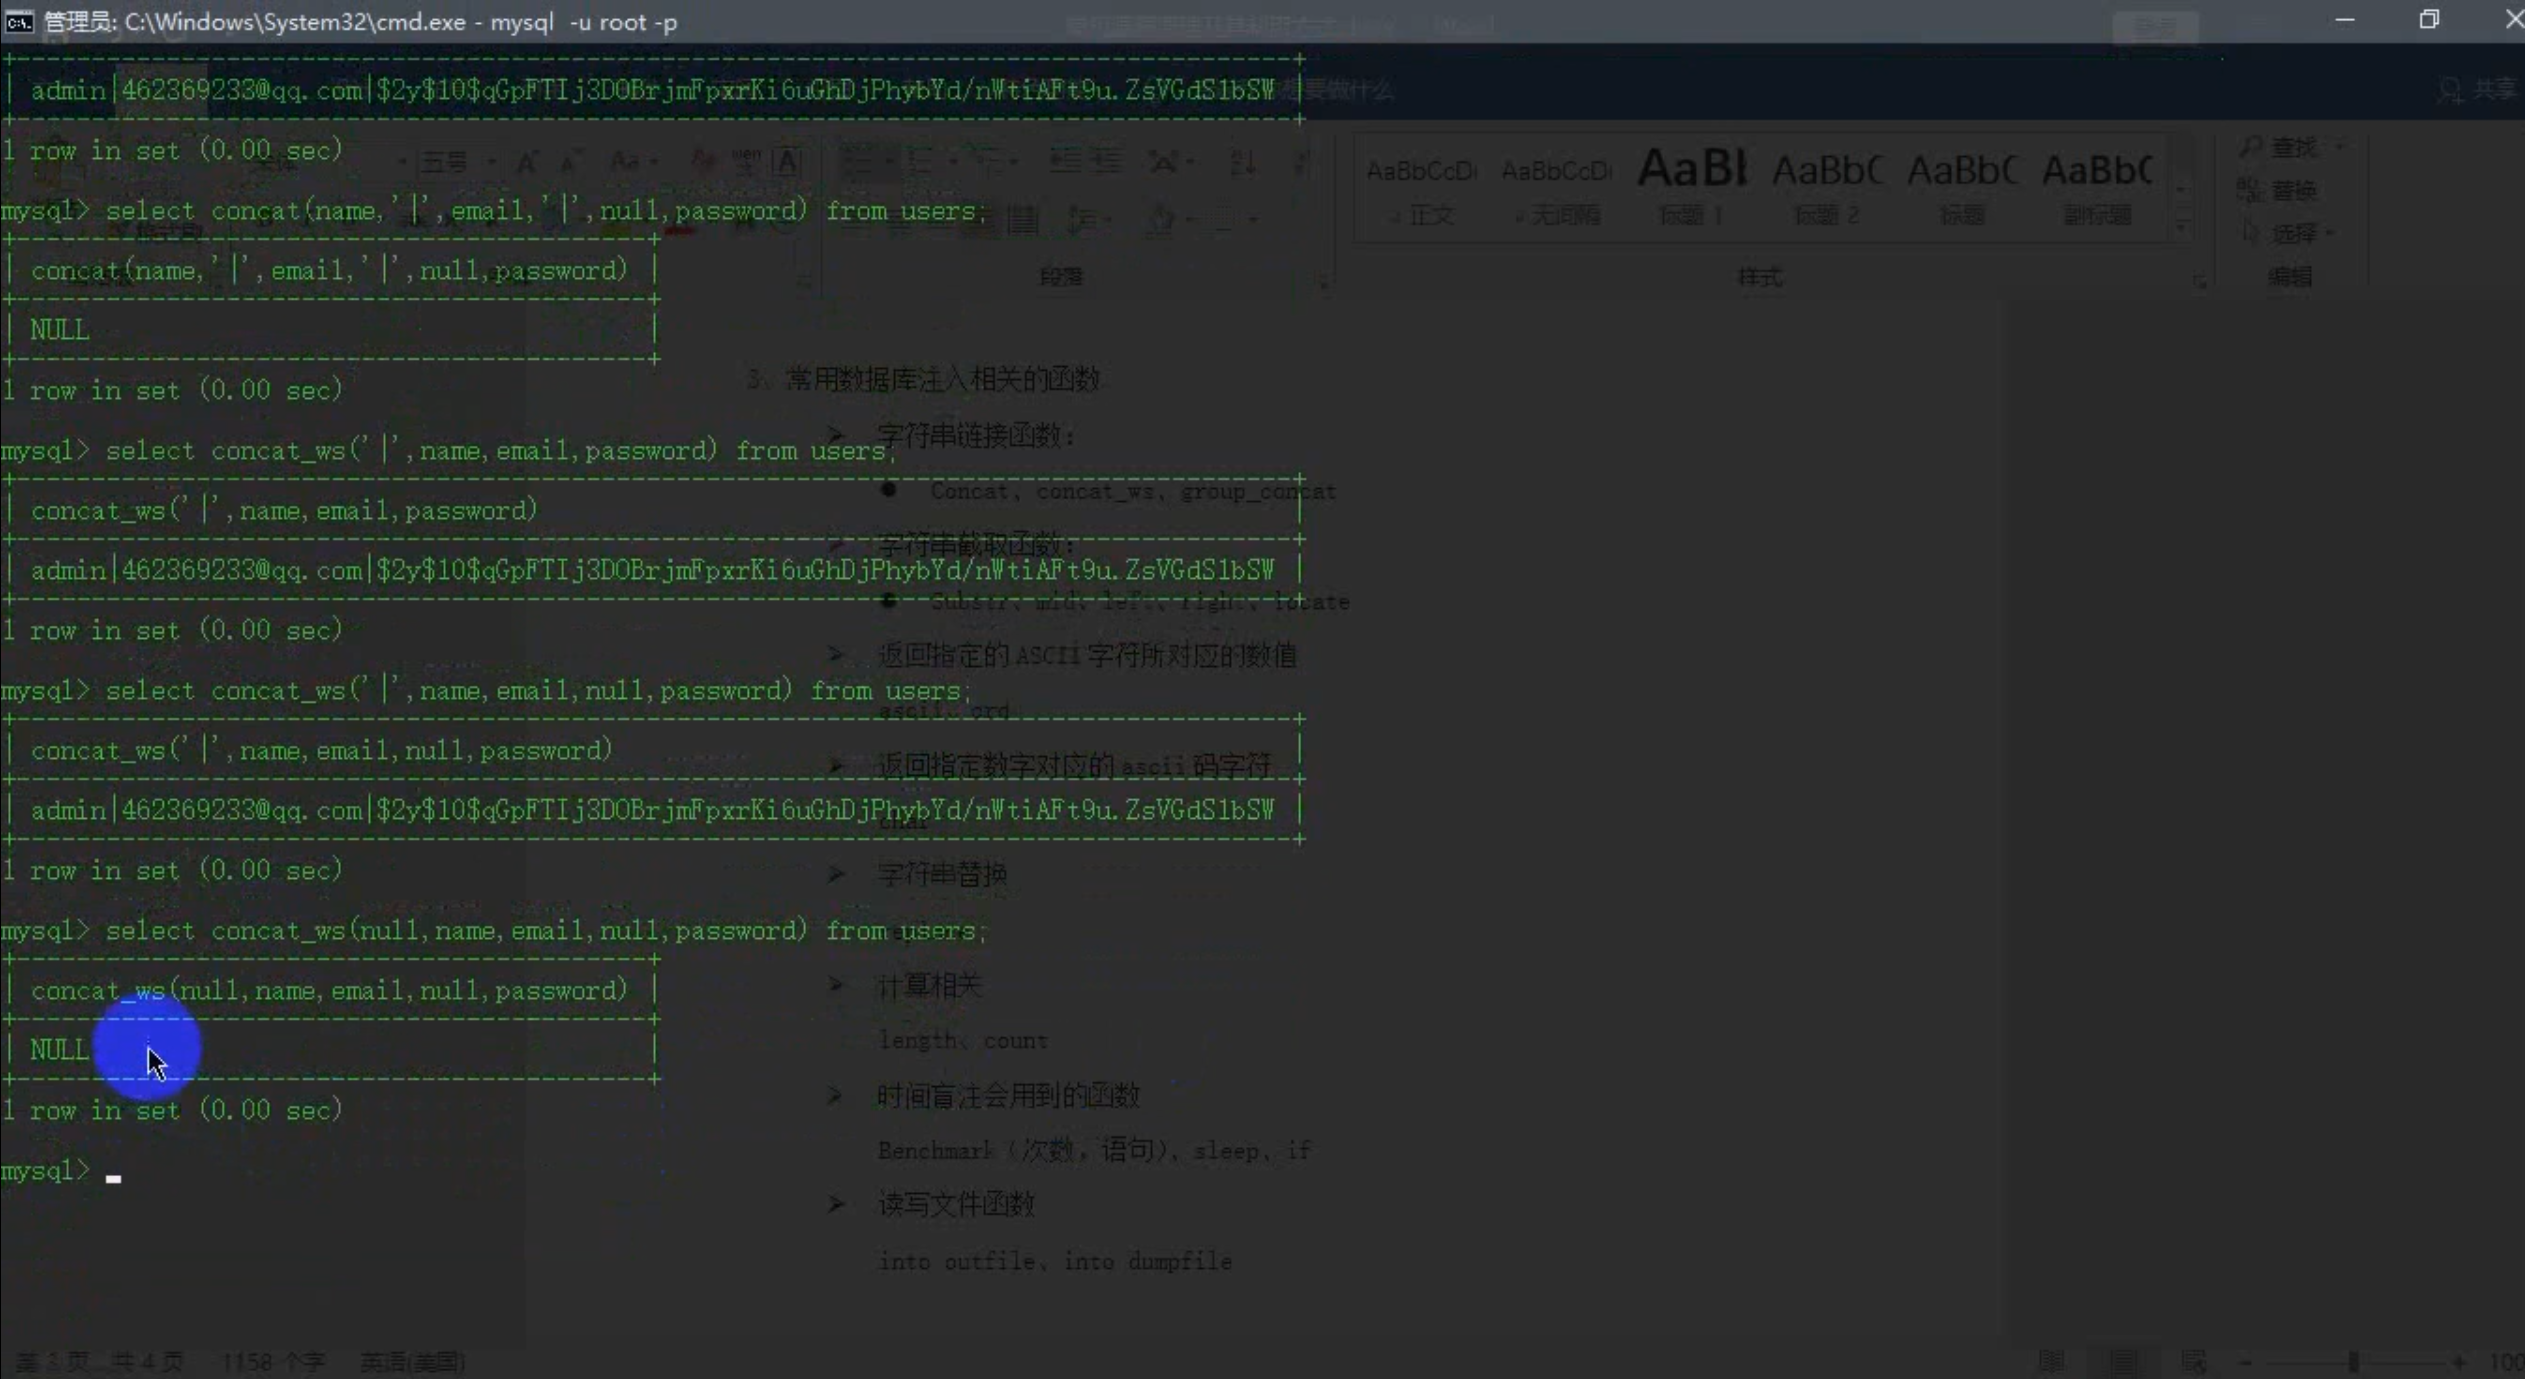 管理员: C:\Windows\System32\cmd.exe - mysql  -u root -p
| admin|462369233@qq.com|$2y$10$qGpFTIj3DOBrjmFpxrKi6uGhDjPhybYd/nWtiAFt9u.ZsVGdS1bSW |
想要做什么
共享
1 row in set (0.00 sec)
五号
查找
AaBbCcDi AaBbCcDi AaBl AaBbC AaBbC AaBbC
替换
mysql> select concat(name,'|',email,'|',null,password) from users;
正文 无间隔 标题 1 标题 2 标题 副标题
选择
| concat(name,'|',email,'|',null,password) |
段落
样式
编辑
| NULL |
1 row in set (0.00 sec)
3、常用数据库注入相关的函数
字符串链接函数：
mysql> select concat_ws('|',name,email,password) from users;
Concat、concat_ws、group_concat
| concat_ws('|',name,email,password) |
字符串截取函数：
| admin|462369233@qq.com|$2y$10$qGpFTIj3DOBrjmFpxrKi6uGhDjPhybYd/nWtiAFt9u.ZsVGdS1bSW |
Substr、mid、left、right、locate
1 row in set (0.00 sec)
返回指定的 ASCii 字符所对应的数值
mysql> select concat_ws('|',name,email,null,password) from users;
ascii、ord
| concat_ws('|',name,email,null,password) |
返回指定数字对应的 ascii 码字符
| admin|462369233@qq.com|$2y$10$qGpFTIj3DOBrjmFpxrKi6uGhDjPhybYd/nWtiAFt9u.ZsVGdS1bSW |
char
1 row in set (0.00 sec)
字符串替换
mysql> select concat_ws(null,name,email,null,password) from users;
| concat_ws(null,name,email,null,password) |
计算相关
length、count
| NULL |
1 row in set (0.00 sec)
时间盲注会用到的函数
Benchmark（次数，语句）、sleep、if
mysql>
读写文件函数
into outfile、into dumpfile
第 3 页，共 4 页 1158 个字 英语(美国)
100